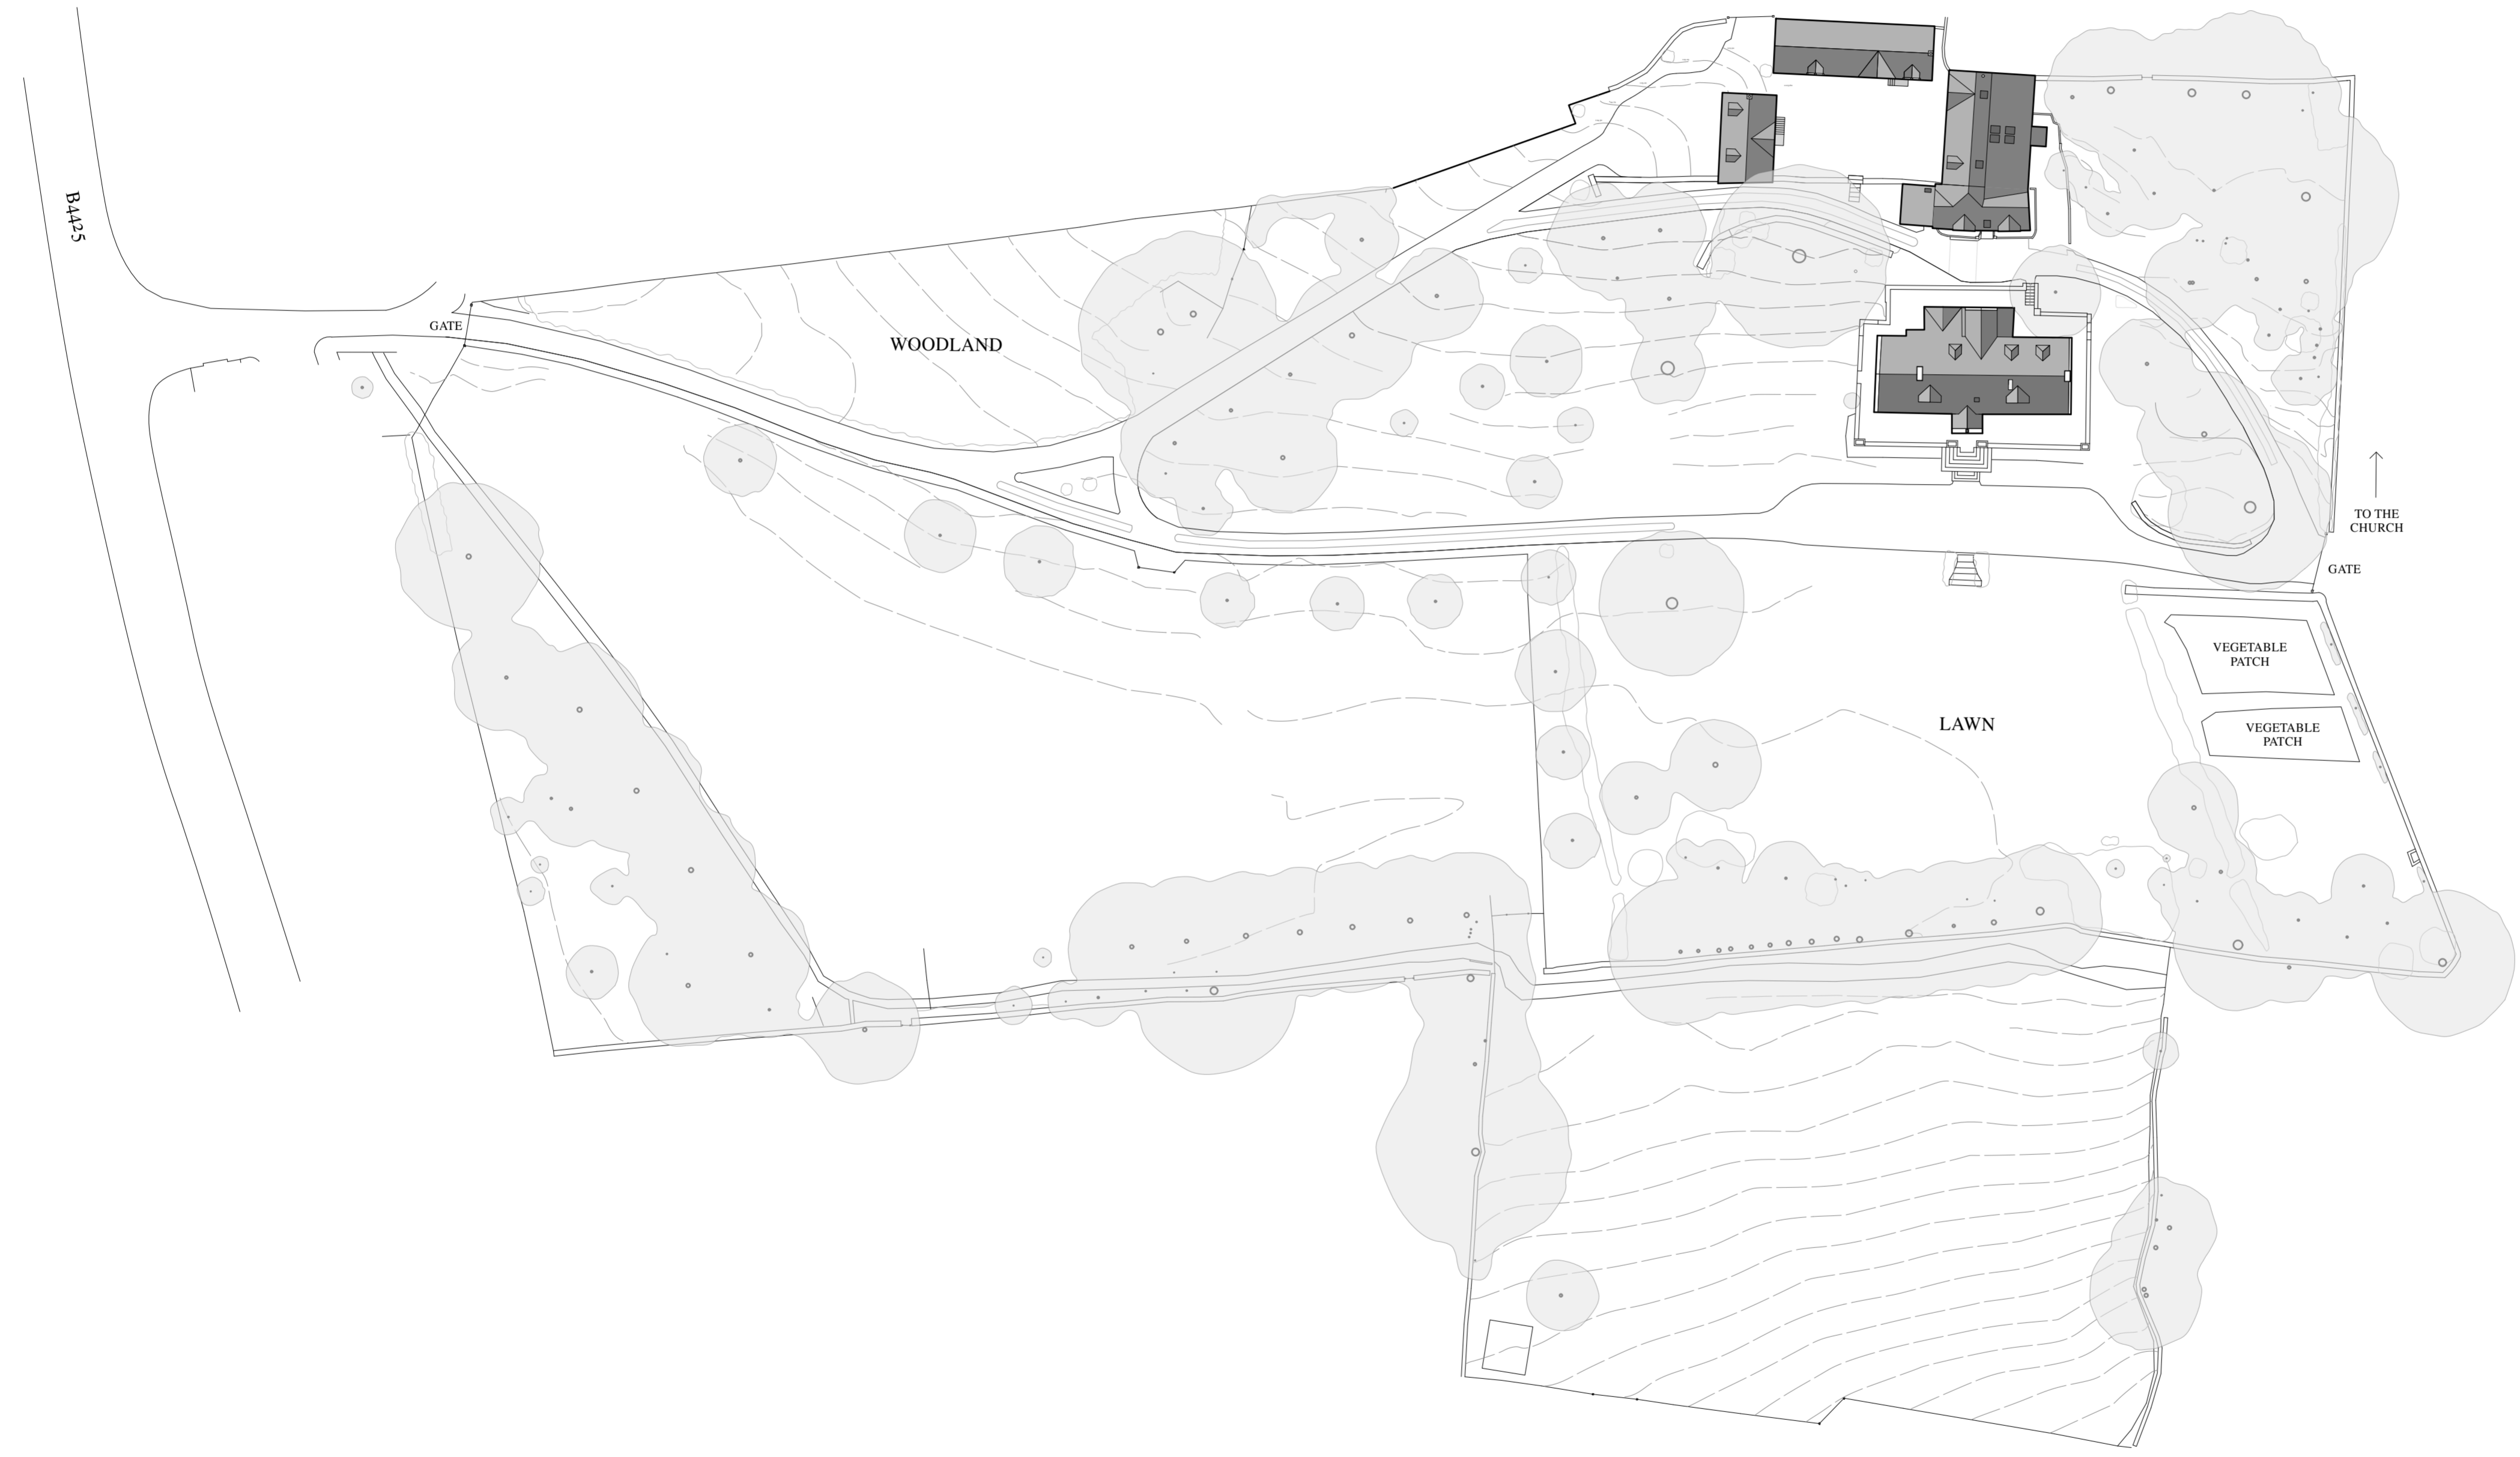 B4425
GATE
WOODLAND
TO THE
CHURCH
GATE
VEGETABLE
PATCH
LAWN
VEGETABLE
PATCH